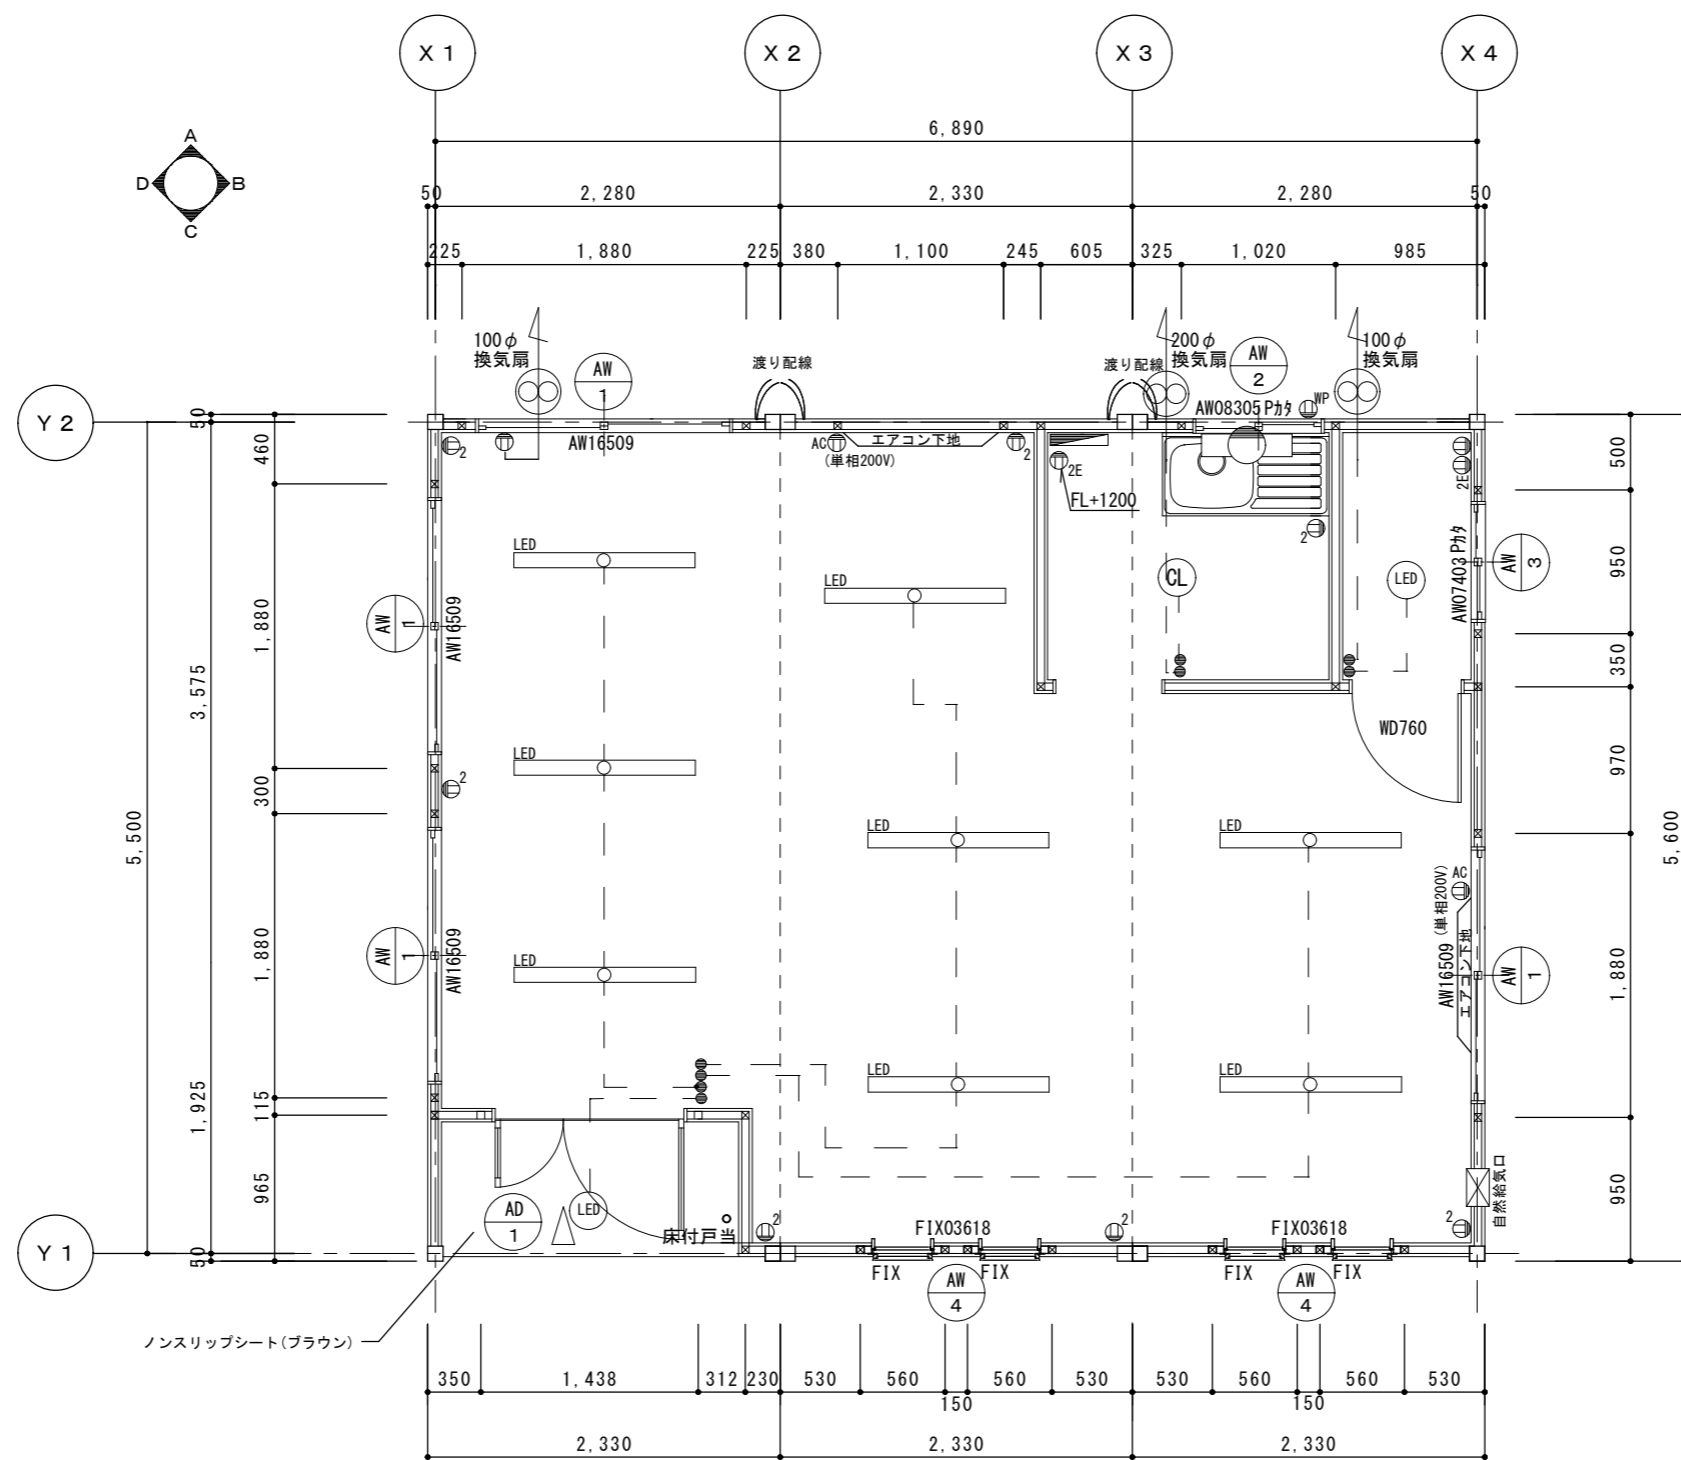 X 1
X 2
X 3
X 4
6,890
A
D
B
C
50
2,280
2,330
2,280
50
225
1,880
225
380
1,100
245
605
325
1,020
985
100φ
換気扇
AW
1
渡り配線
渡り配線
200φ
換気扇
AW
2
100φ
換気扇
Y 2
50
AW16509
AW08305 Pカタ
WP
2
AC
(単相200V)
エアコン下地
2
2E
FL+1200
2
2E
460
500
LED
LED
CL
LED
AW07403 Pカタ
AW
3
950
AW
1
AW16509
1,880
350
3,575
WD760
970
LED
2
300
5,500
LED
LED
5,600
AC
AW16509 (単相200V)
エアコン下地
AW
1
1,880
AW
1
AW16509
1,880
LED
LED
LED
1,925
115
965
950
AD
1
LED
床付戸当
2
FIX03618
2
FIX03618
2
自然給気口
Y 1
50
FIX
FIX
FIX
FIX
AW
4
AW
4
ノンスリップシート(ブラウン)
350
1,438
312
230
530
560
560
530
530
560
560
530
150
150
2,330
2,330
2,330